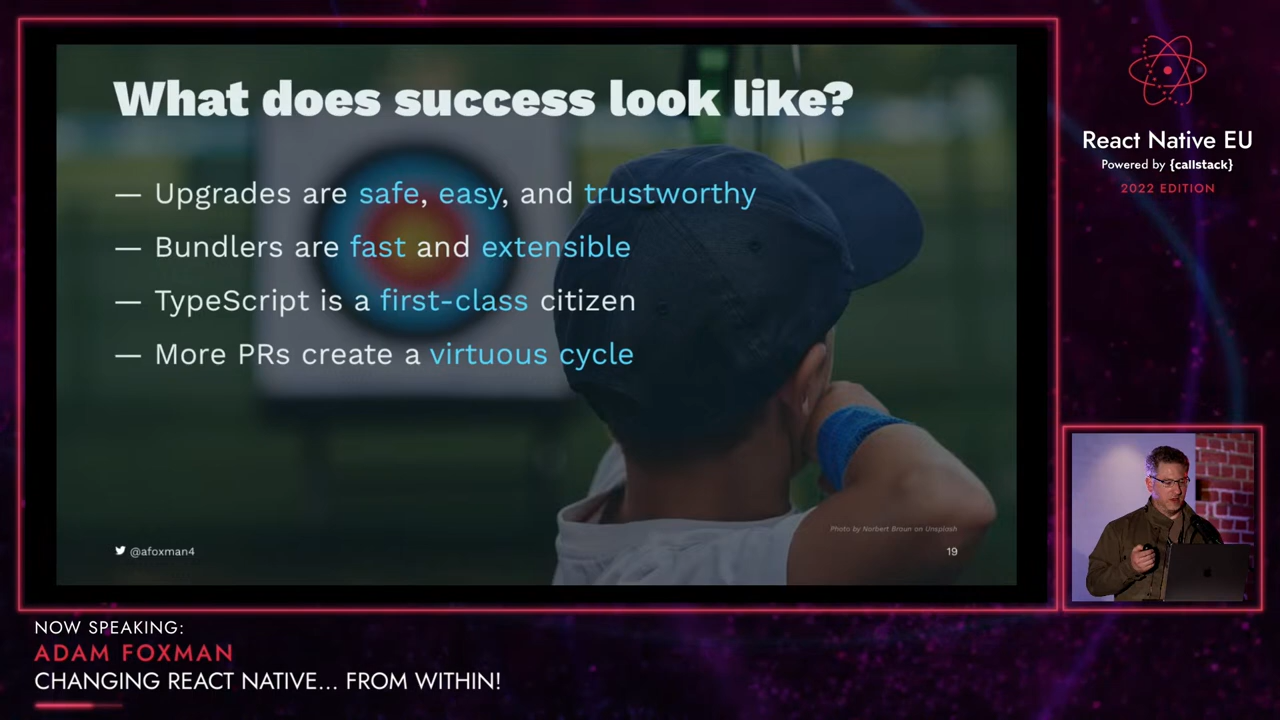 What does success look like?
— Upgrades are safe, easy, and trustworthy
— Bundlers are fast and extensible
— TypeScript is a first-class citizen
— More PRs create a virtuous cycle
Photo by Norbert Braun on Unsplash
@afoxman4
19
React Native EU
Powered by {callstack}
2022 EDITION
NOW SPEAKING:
ADAM FOXMAN
CHANGING REACT NATIVE... FROM WITHIN!